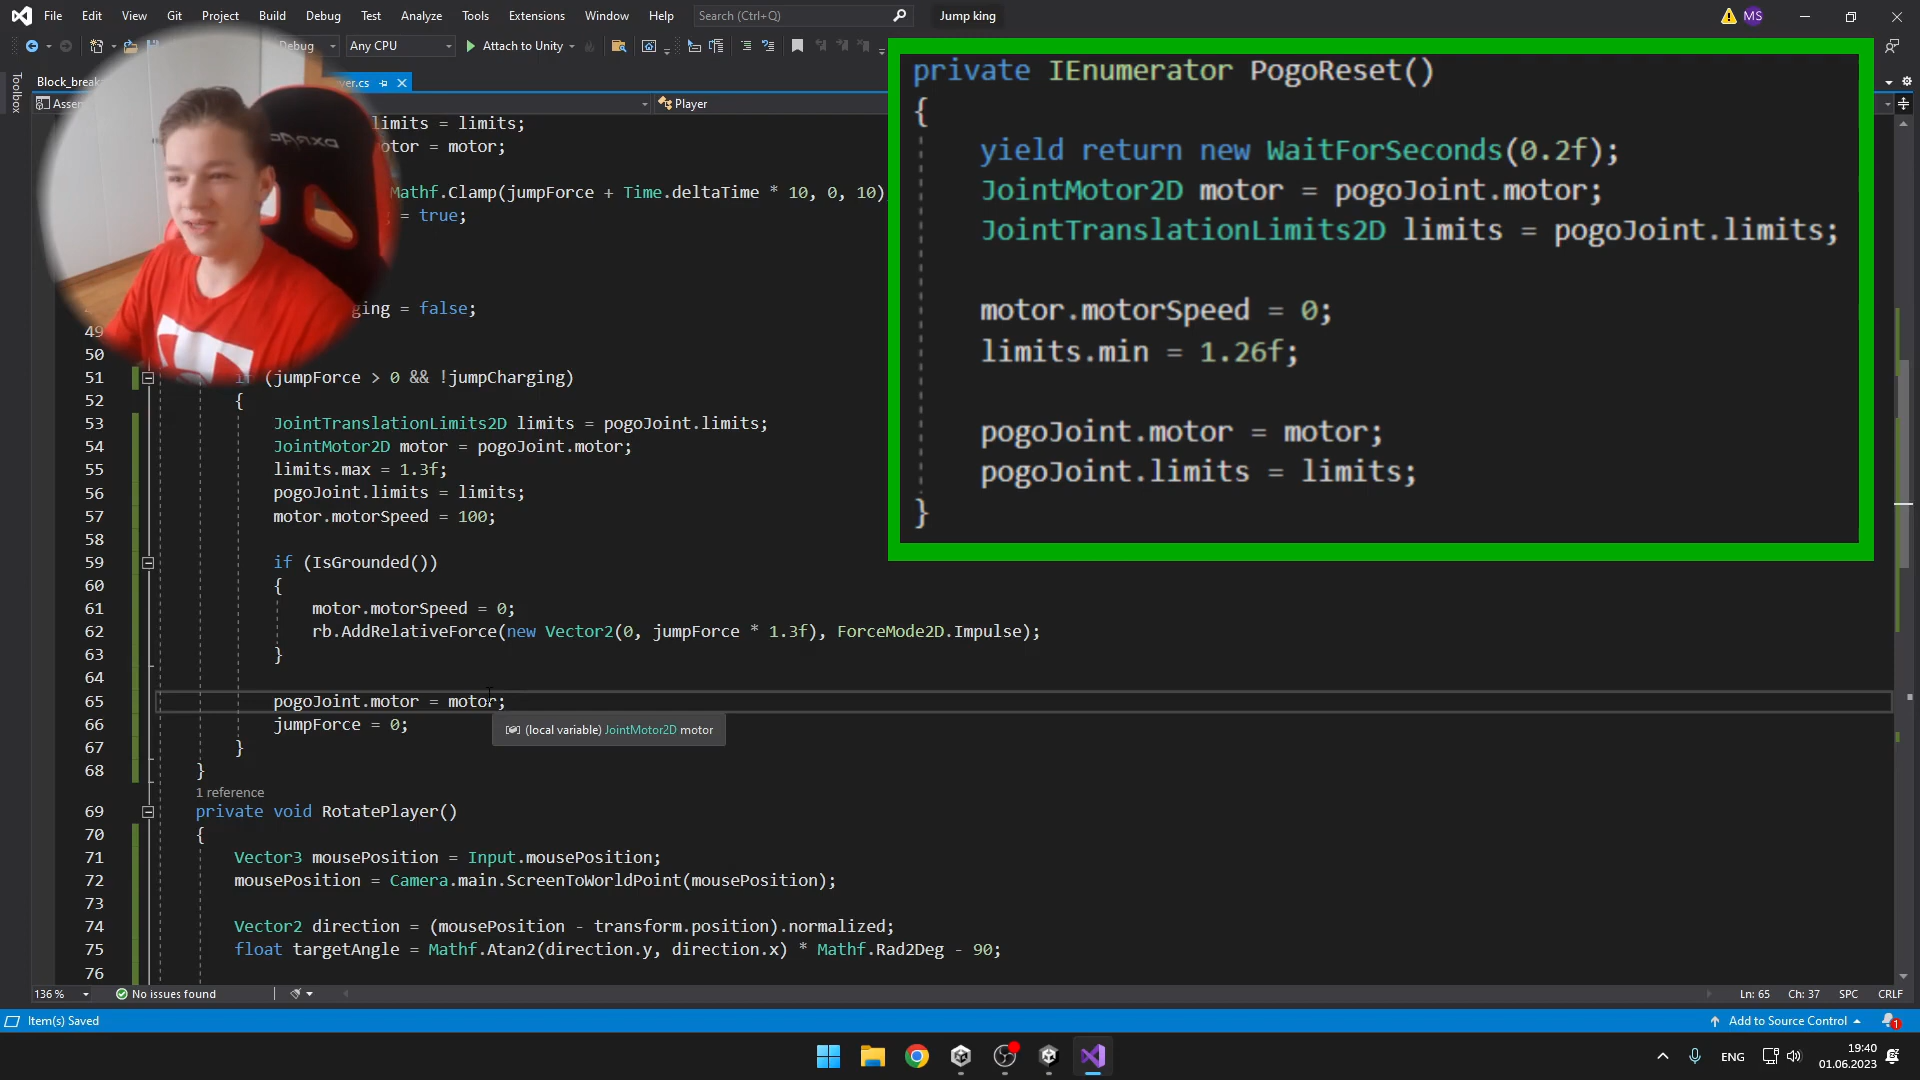 File Edit View Git Project Build Debug Test Analyze Tools Extensions Window Help Search (Ctrl+Q) Jump king MS
Debug Any CPU Attach to Unity
Toolbox
Block_brea
er.cs
Assem
Player
imits = limits;
otor = motor;
Mathf.Clamp(jumpForce + Time.deltaTime * 10, 0, 10)
= true;
ging = false;
49
50
51 if (jumpForce > 0 && !jumpCharging)
52 {
53 JointTranslationLimits2D limits = pogoJoint.limits;
54 JointMotor2D motor = pogoJoint.motor;
55 limits.max = 1.3f;
56 pogoJoint.limits = limits;
57 motor.motorSpeed = 100;
58
59 if (IsGrounded())
60 {
61 motor.motorSpeed = 0;
62 rb.AddRelativeForce(new Vector2(0, jumpForce * 1.3f), ForceMode2D.Impulse);
63 }
64
65 pogoJoint.motor = motor;
66 jumpForce = 0;
(local variable) JointMotor2D motor
67 }
68 }
1 reference
69 private void RotatePlayer()
70 {
71 Vector3 mousePosition = Input.mousePosition;
72 mousePosition = Camera.main.ScreenToWorldPoint(mousePosition);
73
74 Vector2 direction = (mousePosition - transform.position).normalized;
75 float targetAngle = Mathf.Atan2(direction.y, direction.x) * Mathf.Rad2Deg - 90;
76
private IEnumerator PogoReset()
{
yield return new WaitForSeconds(0.2f);
JointMotor2D motor = pogoJoint.motor;
JointTranslationLimits2D limits = pogoJoint.limits;
motor.motorSpeed = 0;
limits.min = 1.26f;
pogoJoint.motor = motor;
pogoJoint.limits = limits;
}
136 % No issues found Ln: 65 Ch: 37 SPC CRLF
Item(s) Saved Add to Source Control 1
ENG 19:40
01.06.2023